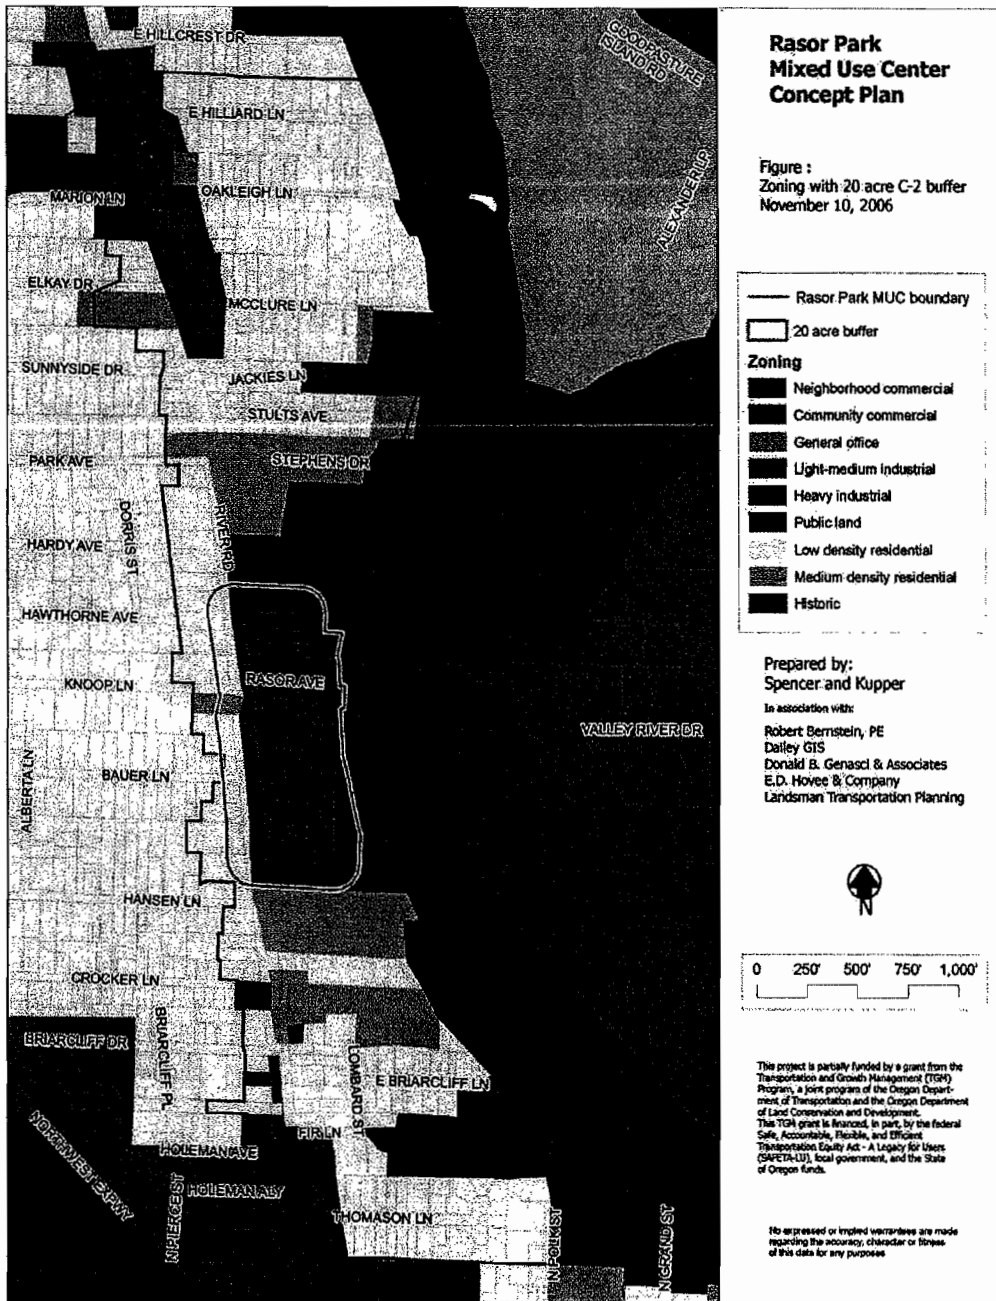 E HILLCREST DR
GOODPASTURE
ISLAND RD
E HILLIARD LN
MARION LN
OAKLEIGH LN
ALEXANDER LP
ELKAY DR
MCCLURE LN
SUNNYSIDE DR
JACKIES LN
STULTS AVE
PARK AVE
STEPHENS DR
DORRIS ST
RIVER RD
HARDY AVE
HAWTHORNE AVE
KNOOP LN
RASOR AVE
VALLEY RIVER DR
ALBERTA LN
BAUER LN
HANSEN LN
CROCKER LN
BRIARCLIFF DR
BRIARCLIFF PL
LOMBARD ST
E BRIARCLIFF LN
FIR LN
NORTHWEST EXPY
HOLEMAN AVE
N PIERCE ST
HOLEMAN ALY
THOMASON LN
N POLK ST
N GRAND ST
Rasor Park
Mixed Use Center
Concept Plan
Figure :
Zoning with 20 acre C-2 buffer
November 10, 2006
Rasor Park MUC boundary
20 acre buffer
Zoning
Neighborhood commercial
Community commercial
General office
Light-medium industrial
Heavy industrial
Public land
Low density residential
Medium density residential
Historic
Prepared by:
Spencer and Kupper
In association with:
Robert Bernstein, PE
Dailey GIS
Donald B. Genasci & Associates
E.D. Hovee & Company
Landsman Transportation Planning
N
0 250' 500' 750' 1,000'
This project is partially funded by a grant from the
Transportation and Growth Management (TGM)
Program, a joint program of the Oregon Depart-
ment of Transportation and the Oregon Department
of Land Conservation and Development.
This TGM grant is financed, in part, by the federal
Safe, Accountable, Flexible, and Efficient
Transportation Equity Act - A Legacy for Users
(SAFETA-LU), local government, and the State
of Oregon funds.
No expressed or implied warrantees are made
regarding the accuracy, character or fitness
of this data for any purposes